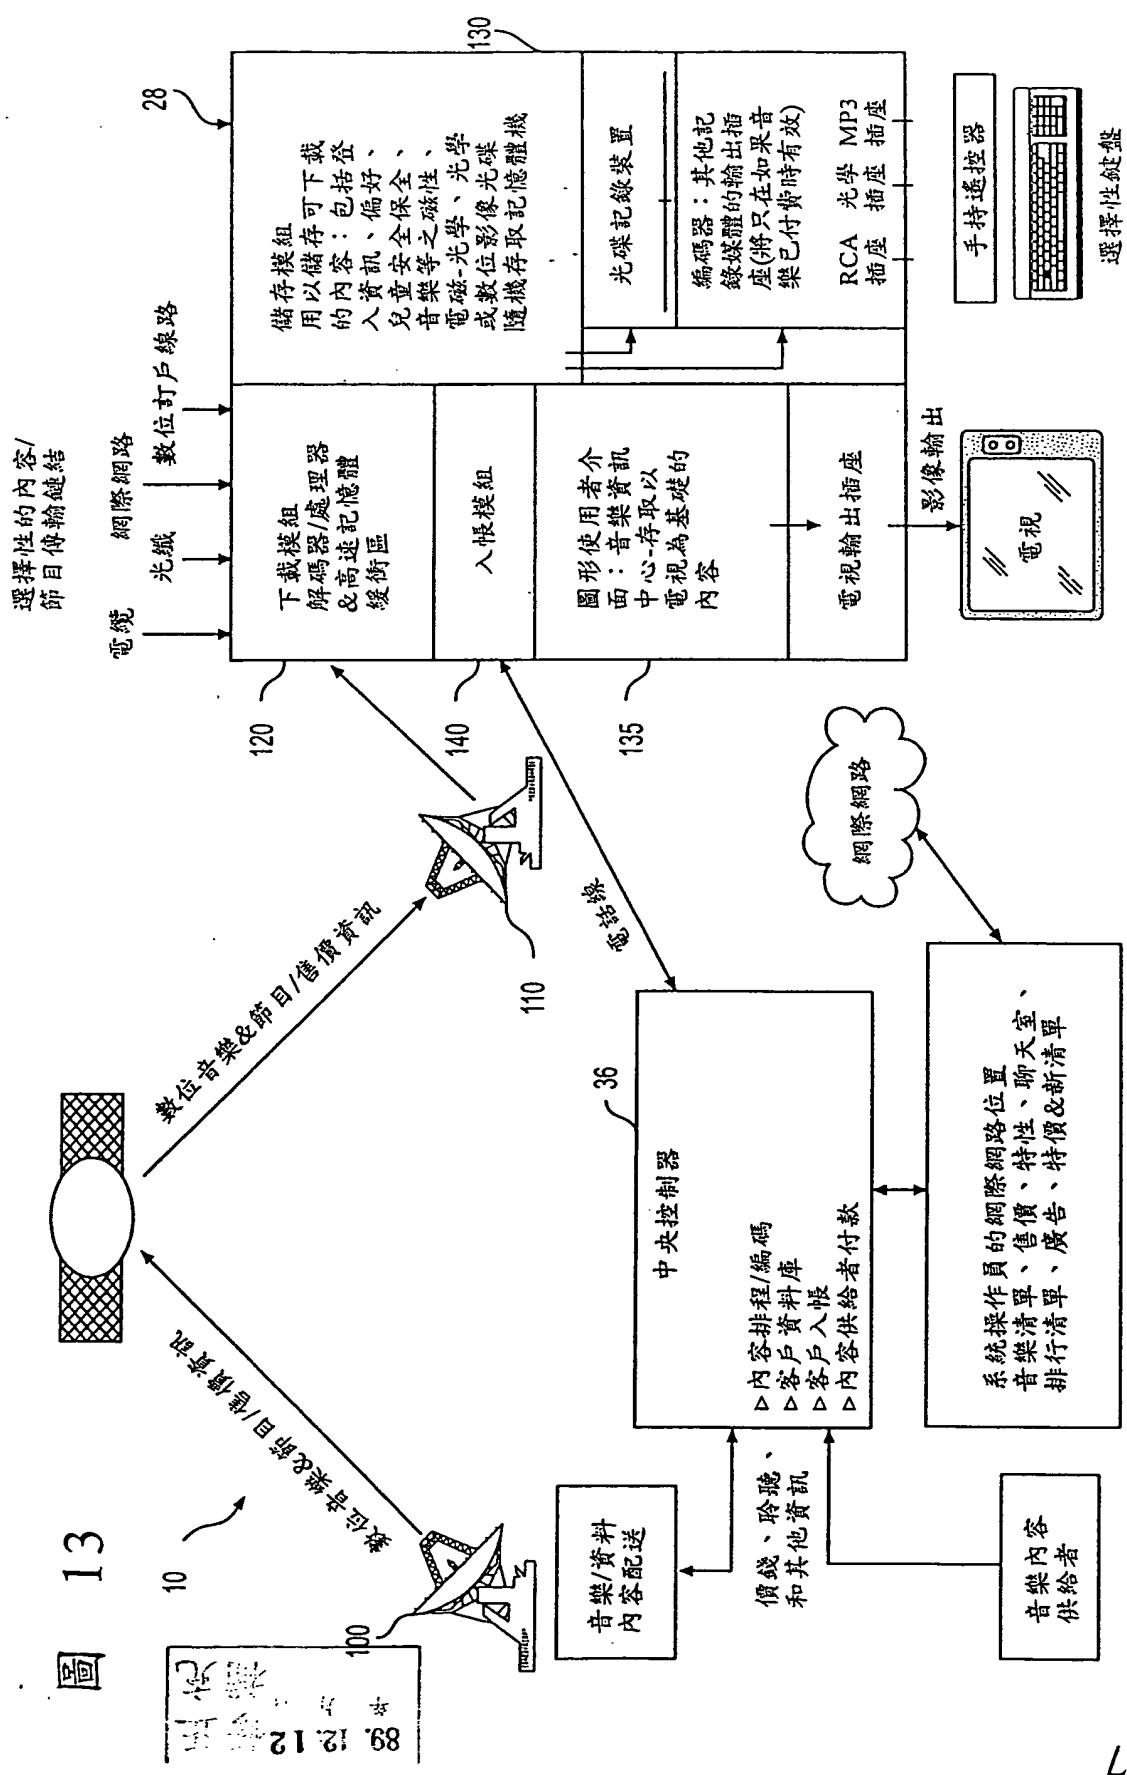 圖 13
10
100
數位音樂&節目/售價資訊
數位音樂&節目/售價資訊
110
選擇性的內容/
節目傳輸鏈結
電纜
光纖
網際網路
數位訂戶線路
28
130
120
下載模組
解碼器/處理器
&高速記憶體
緩衝區
140
入帳模組
135
圖形使用者介
面：音樂資訊
中心-存取以
電視為基礎的
內容
電視輸出插座
影像輸出
電視
儲存模組
用以儲存可下載
的內容：包括登
入資訊、偏好、
兒童安全保全、
音樂等之磁性、
電磁-光學、光學
或數位影像光碟
隨機存取記憶體機
光碟記錄裝置
編碼器：其他記
錄媒體的輸出插
座(將只在如果音
樂已付費時有效)
RCA 光學 MP3
插座 插座 插座
手持遙控器
選擇性鍵盤
電話線
36
中央控制器
▷內容排程/編碼
▷客戶資料庫
▷客戶入帳
▷內容供給者付款
音樂/資料
內容配送
價錢、聆聽、
和其他資訊
音樂內容
供給者
系統操作員的網際網路位置
音樂清單、售價、特性、聊天室、
排行清單、廣告、特價&新清單
網際網路
89. 12. 12
7